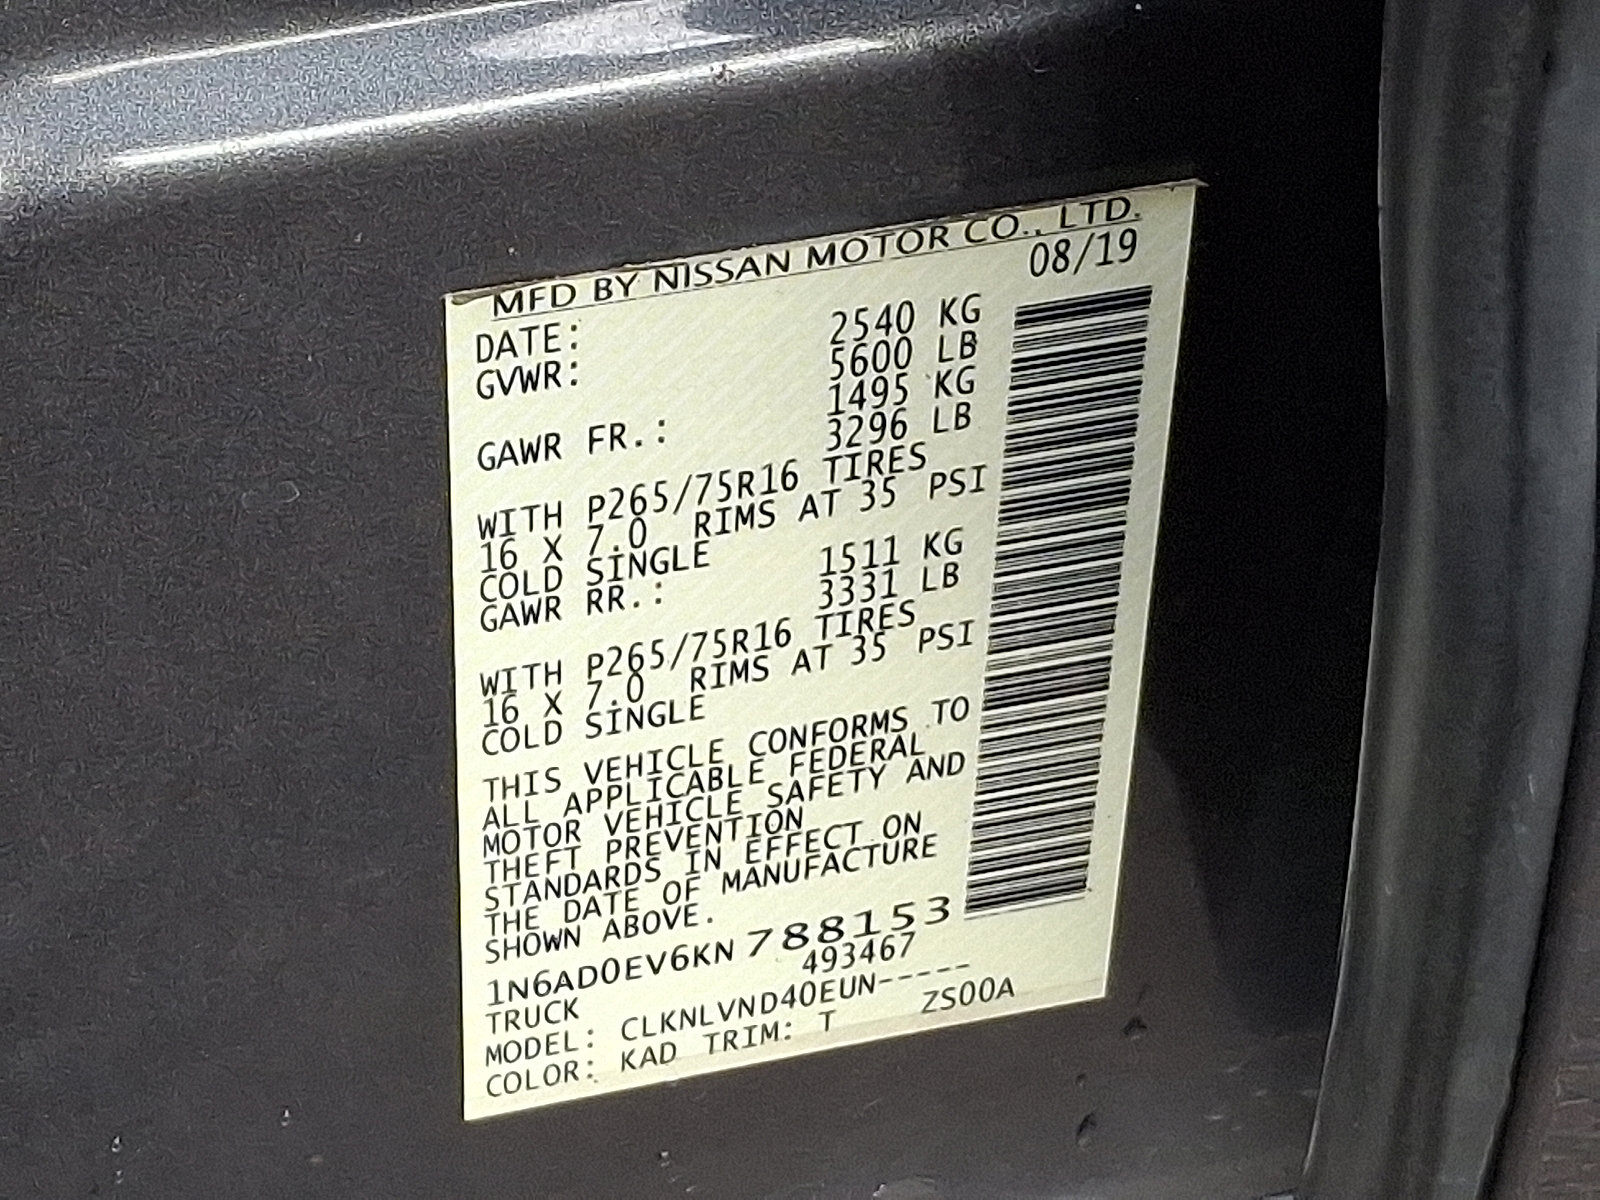 MFD BY NISSAN MOTOR CO., LTD.
DATE: 08/19
GVWR: 2540 KG
5600 LB
GAWR FR.: 1495 KG
3296 LB
WITH P265/75R16 TIRES
16 X 7.0 RIMS AT 35 PSI
COLD SINGLE
GAWR RR.: 1511 KG
3331 LB
WITH P265/75R16 TIRES
16 X 7.0 RIMS AT 35 PSI
COLD SINGLE
THIS VEHICLE CONFORMS TO
ALL APPLICABLE FEDERAL
MOTOR VEHICLE SAFETY AND
THEFT PREVENTION
STANDARDS IN EFFECT ON
THE DATE OF MANUFACTURE
SHOWN ABOVE.
1N6AD0EV6KN788153
TRUCK 493467
MODEL: CLKNLVND40EUN-----
COLOR: KAD TRIM: T ZS00A